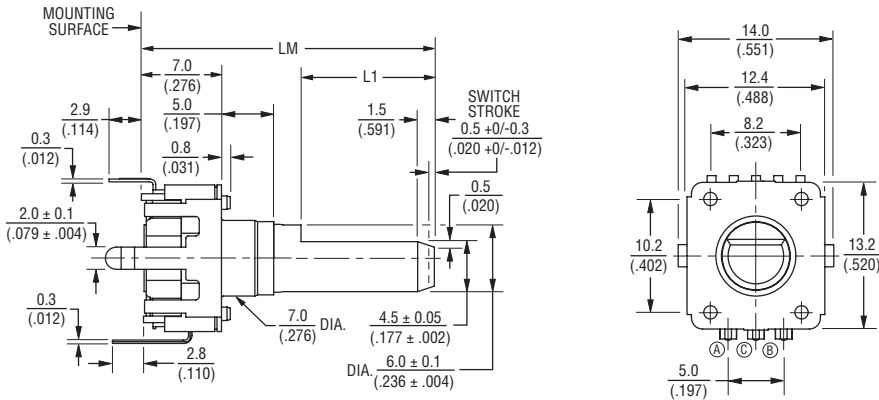 MOUNTING
SURFACE
LM
7.0
(.276)
L1
2.9
(.114)
5.0
(.197)
1.5
(.591)
SWITCH
STROKE
0.5 +0/-0.3
(.020 +0/-.012)
0.3
(.012)
0.8
(.031)
0.5
(.020)
2.0 ± 0.1
(.079 ± .004)
0.3
(.012)
7.0
(.276)
DIA.
4.5 ± 0.05
(.177 ± .002)
2.8
(.110)
DIA.
6.0 ± 0.1
(.236 ± .004)
14.0
(.551)
12.4
(.488)
8.2
(.323)
10.2
(.402)
13.2
(.520)
A C B
5.0
(.197)